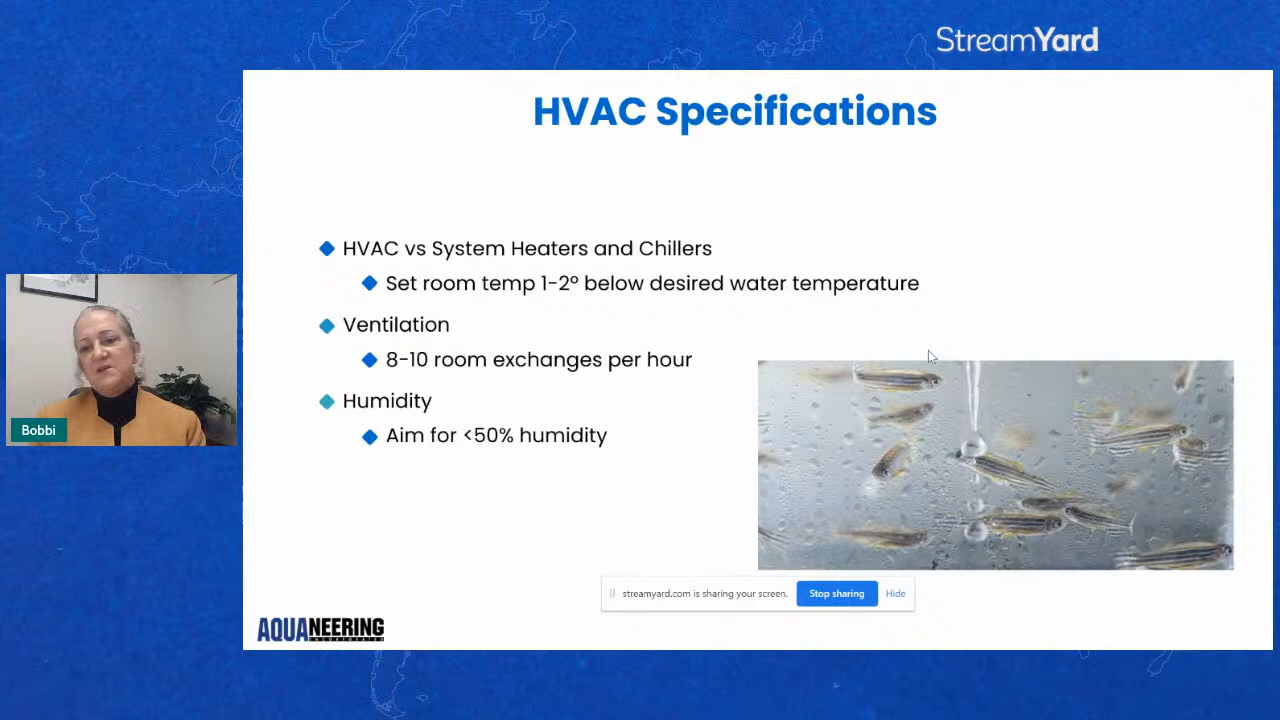 StreamYard
HVAC Specifications
HVAC vs System Heaters and Chillers
Set room temp 1-2° below desired water temperature
Ventilation
8-10 room exchanges per hour
Humidity
Aim for <50% humidity
Bobbi
streamyard.com is sharing your screen.
Stop sharing
Hide
AQUANEERING
INCORPORATED